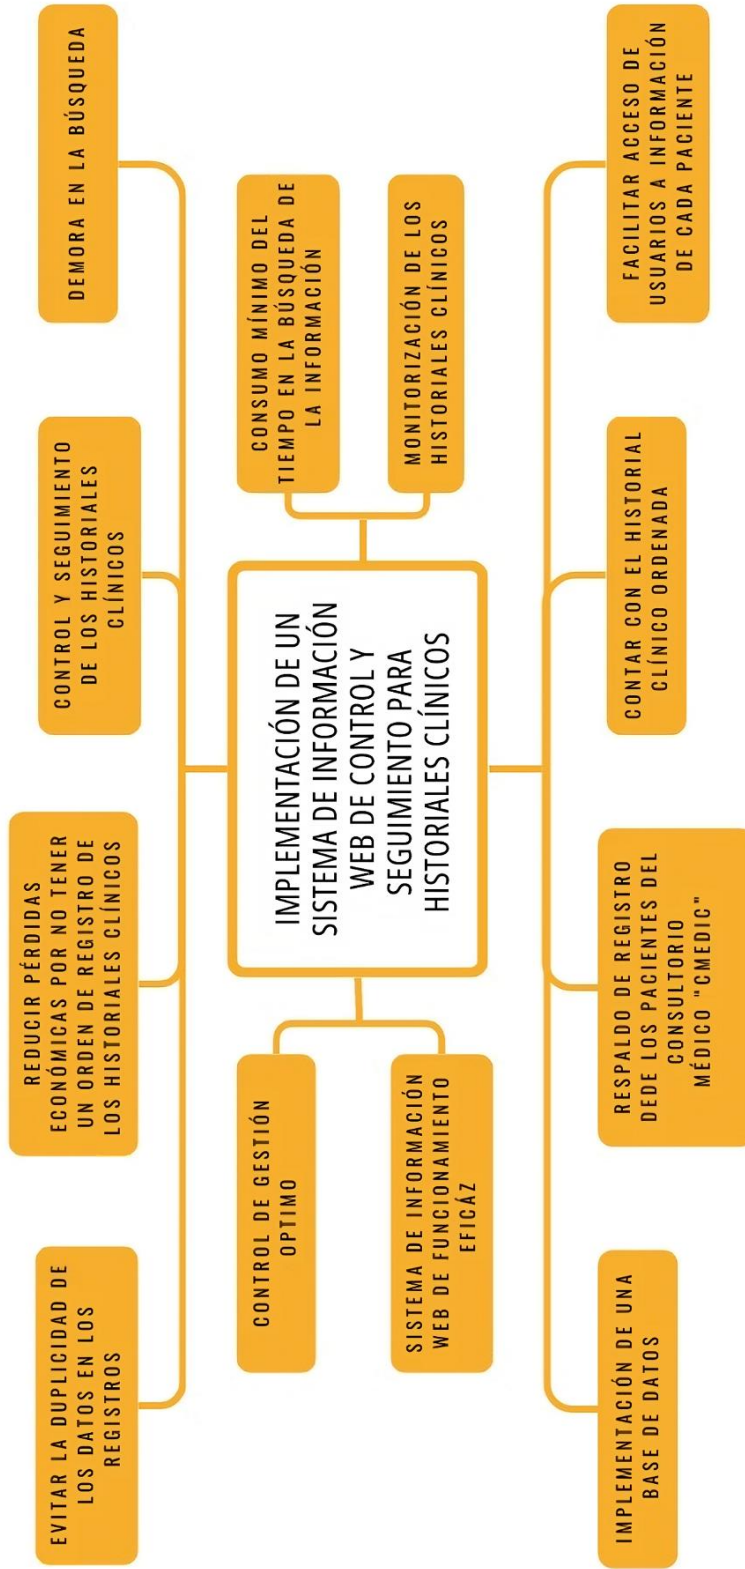 EVITAR LA DUPLICIDAD DE
LOS DATOS EN LOS
REGISTROS
REDUCIR PÉRDIDAS
ECONÓMICAS POR NO TENER
UN ORDEN DE REGISTRO DE
LOS HISTORIALES CLÍNICOS
CONTROL Y SEGUIMIENTO
DE LOS HISTORIALES
CLÍNICOS
DEMORA EN LA BÚSQUEDA
CONTROL DE GESTIÓN
OPTIMO
SISTEMA DE INFORMACIÓN
WEB DE FUNCIONAMIENTO
EFICÁZ
IMPLEMENTACIÓN DE UN
SISTEMA DE INFORMACIÓN
WEB DE CONTROL Y
SEGUIMIENTO PARA
HISTORIALES CLÍNICOS
CONSUMO MÍNIMO DEL
TIEMPO EN LA BÚSQUEDA DE
LA INFORMACIÓN
MONITORIZACIÓN DE LOS
HISTORIALES CLÍNICOS
IMPLEMENTACIÓN DE UNA
BASE DE DATOS
RESPALDO DE REGISTRO
DEDE LOS PACIENTES DEL
CONSULTORIO
MÉDICO "CMEDIC"
CONTAR CON EL HISTORIAL
CLÍNICO ORDENADA
FACILITAR ACCESO DE
USUARIOS A INFORMACIÓN
DE CADA PACIENTE